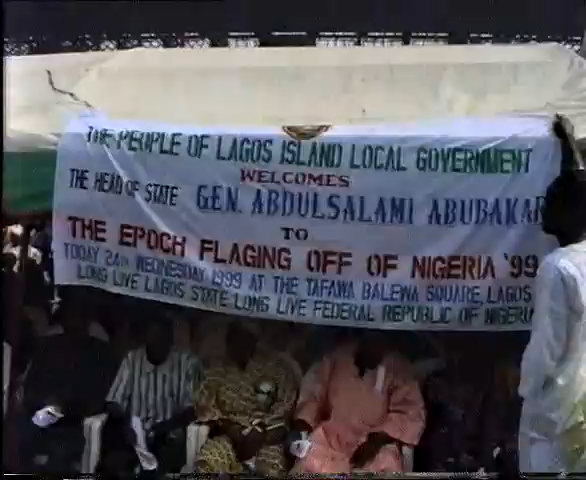 THE PEOPLE OF LAGOS ISLAND LOCAL GOVERNMENT
WELCOMES
THE HEAD OF STATE GEN. ABDULSALAMI ABUBAKAR
TO
THE EPOCH FLAGING OFF OF NIGERIA '99
TODAY 24TH WEDNESDAY 1999 AT THE TAFAWA BALEWA SQUARE, LAGOS
LONG LIVE LAGOS STATE LONG LIVE FEDERAL REPUBLIC OF NIGERIA